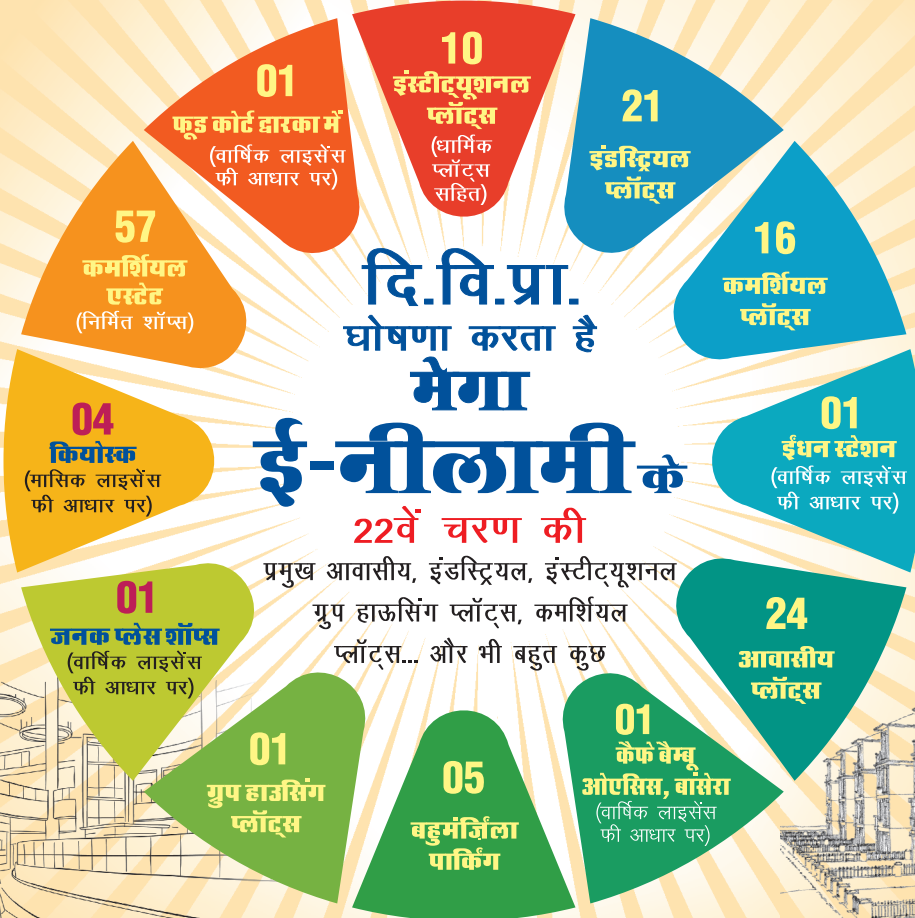 10
इंस्टीट्यूशनल
प्लॉट्स
(धार्मिक
प्लॉट्स
सहित)
21
इंडस्ट्रियल
प्लॉट्स
16
कमर्शियल
प्लॉट्स
01
ईंधन स्टेशन
(वार्षिक लाइसेंस
फी आधार पर)
24
आवासीय
प्लॉट्स
01
कैफे बैम्बू
ओएसिस, बांसेरा
(वार्षिक लाइसेंस
फी आधार पर)
05
बहुमंर्ज़िला
पार्किंग
01
ग्रुप हाउसिंग
प्लॉट्स
01
जनक प्लेस शॉप्स
(वार्षिक लाइसेंस
फी आधार पर)
04
कियोस्क
(मासिक लाइसेंस
फी आधार पर)
57
कमर्शियल
एस्टेट
(निर्मित शॉप्स)
01
फूड कोर्ट द्वारका में
(वार्षिक लाइसेंस
फी आधार पर)
दि.वि.प्रा.
घोषणा करता है
मेगा
ई-नीलामी के
22वें चरण की
प्रमुख आवासीय, इंडस्ट्रियल, इंस्टीट्यूशनल
ग्रुप हाऊसिंग प्लॉट्स, कमर्शियल
प्लॉट्स... और भी बहुत कुछ